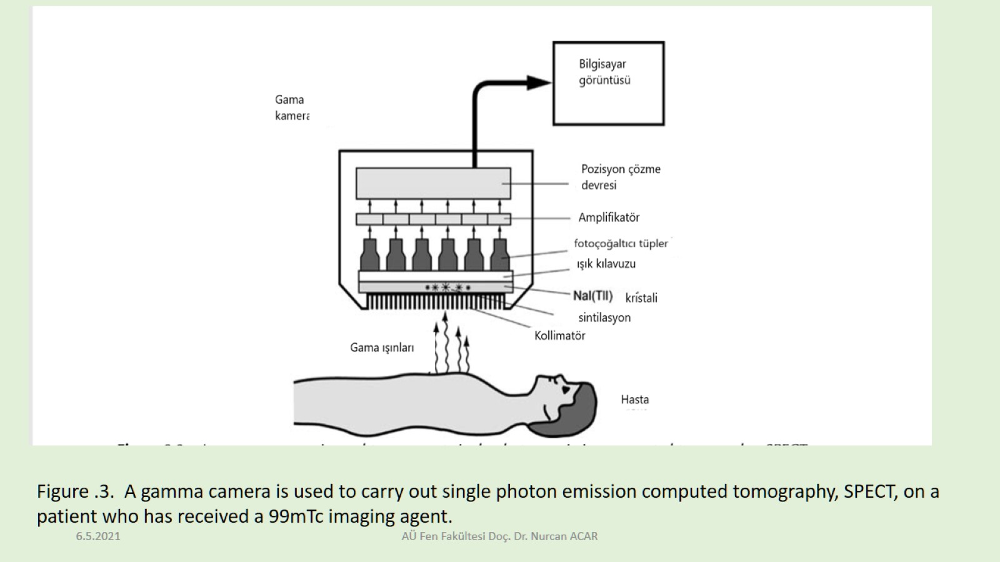 Bilgisayar
görüntüsü
Gama
kamera
Pozisyon çözme
devresi
Amplifikatör
fotoçoğaltıcı tüpler
ışık kılavuzu
NaI(TlI) kristali
sintilasyon
Kollimatör
Gama ışınları
Hasta
Figure .3. A gamma camera is used to carry out single photon emission computed tomography, SPECT, on a
patient who has received a 99mTc imaging agent.
6.5.2021
AÜ Fen Fakültesi Doç. Dr. Nurcan ACAR